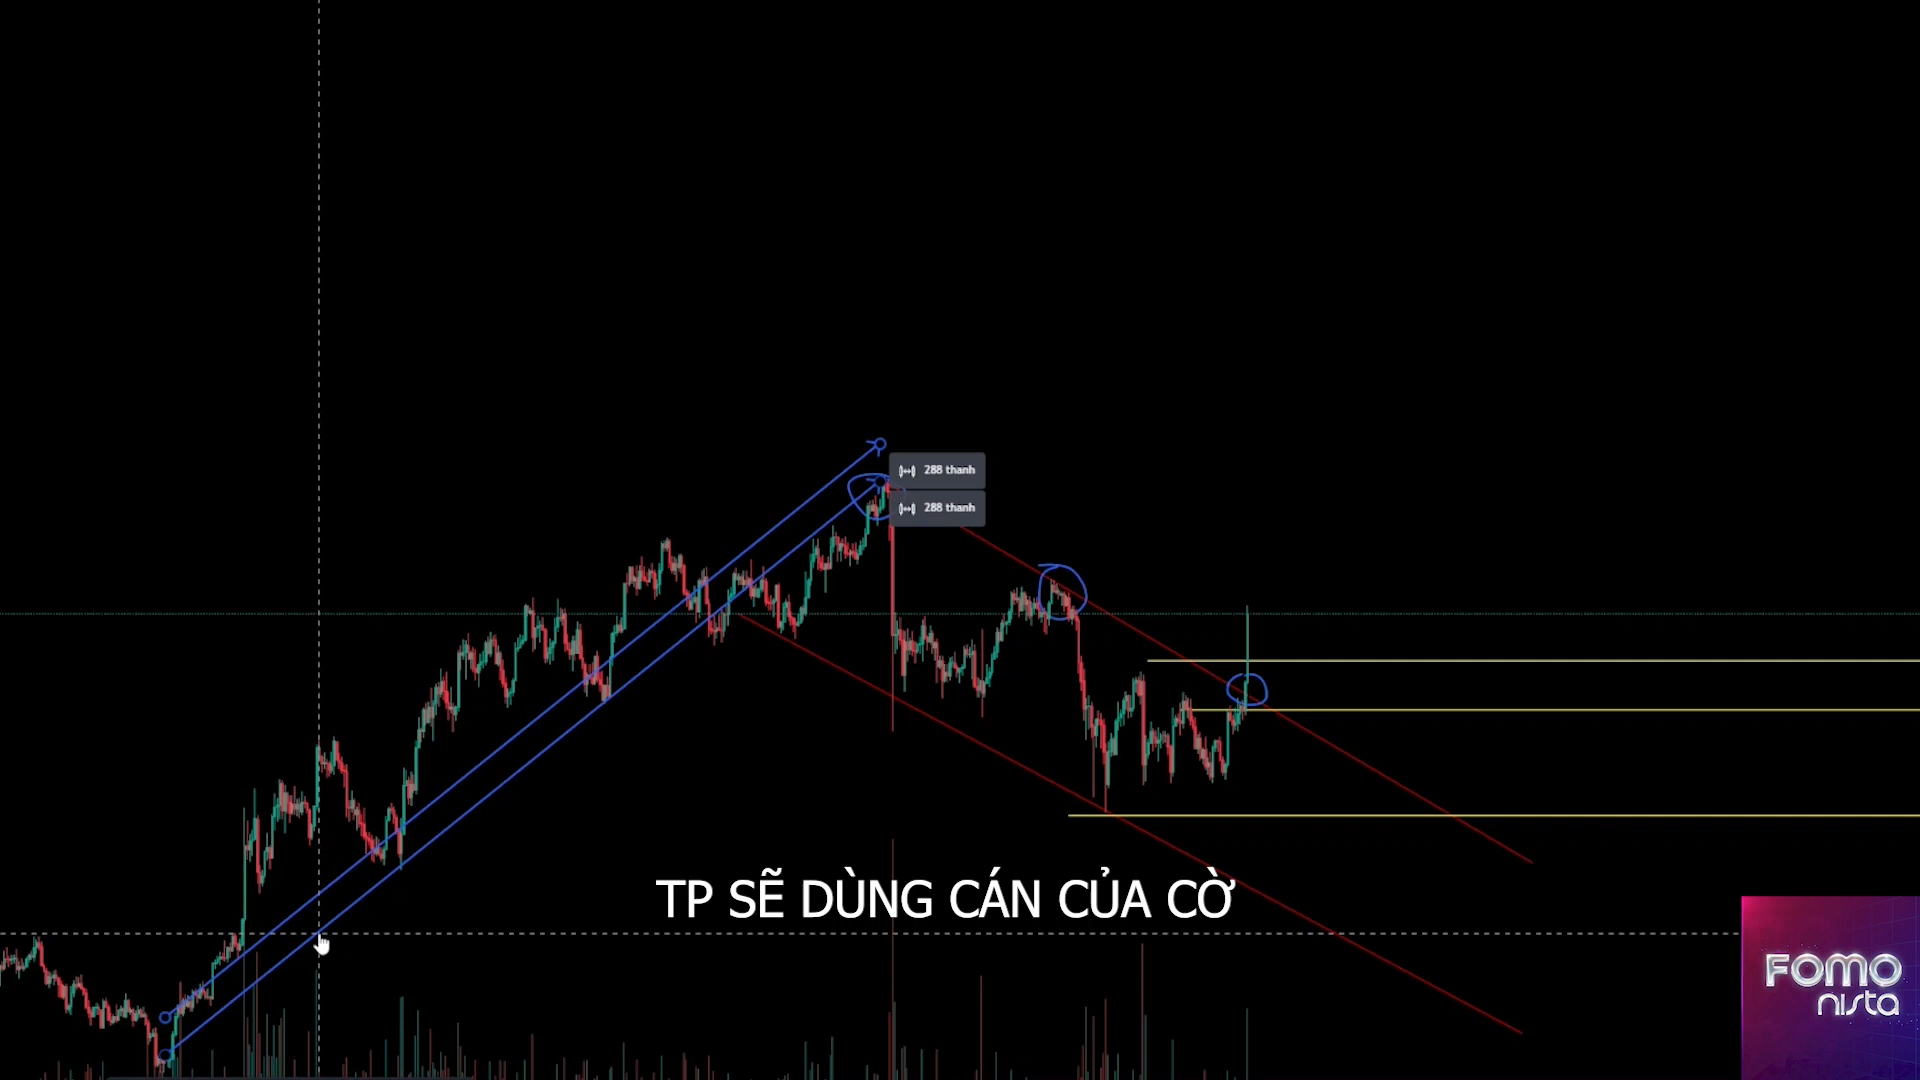 288 thanh
288 thanh
TP SẼ DÙNG CÁN CỦA CỜ
FOMO
nista